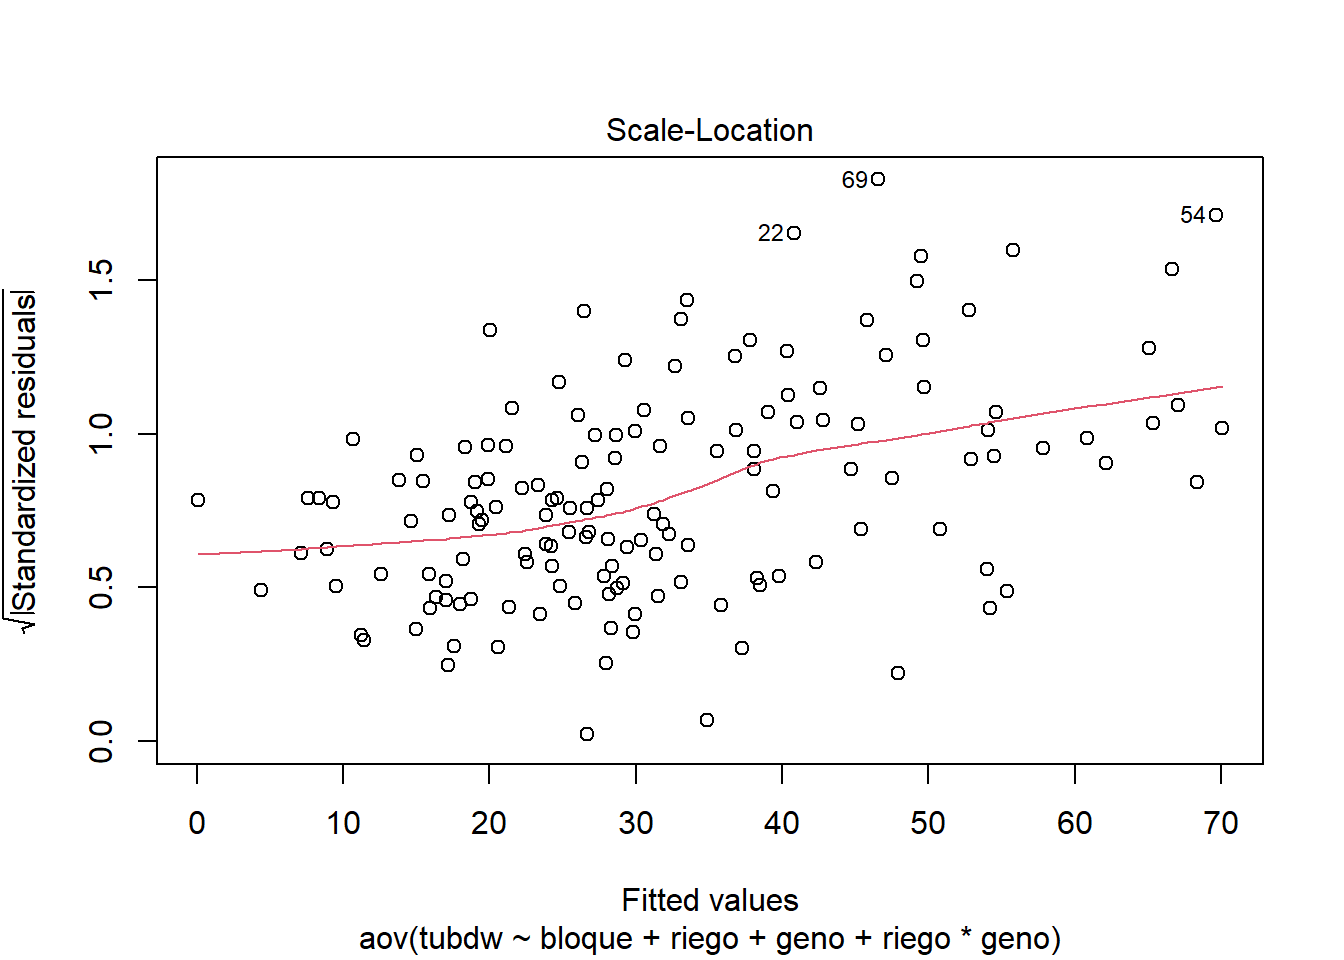 Scale-Location
√|Standardized residuals|
0.0 0.5 1.0 1.5
69
54
22
0 10 20 30 40 50 60 70
Fitted values
aov(tubdw ~ bloque + riego + geno + riego * geno)